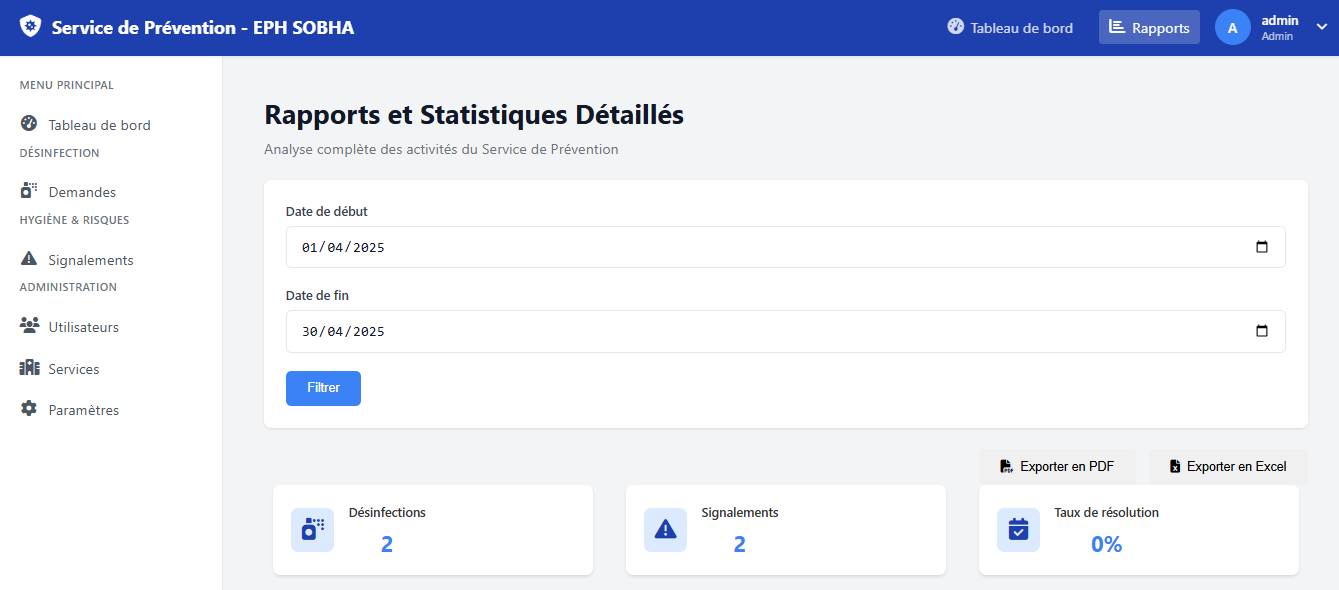 Service de Prévention - EPH SOBHA
Tableau de bord
Rapports
A
admin
Admin
MENU PRINCIPAL
Tableau de bord
DÉSINFECTION
Demandes
HYGIÈNE & RISQUES
Signalements
ADMINISTRATION
Utilisateurs
Services
Paramètres
Rapports et Statistiques Détaillés
Analyse complète des activités du Service de Prévention
Date de début
01/04/2025
Date de fin
30/04/2025
Filtrer
Exporter en PDF
Exporter en Excel
Désinfections
2
Signalements
2
Taux de résolution
0%